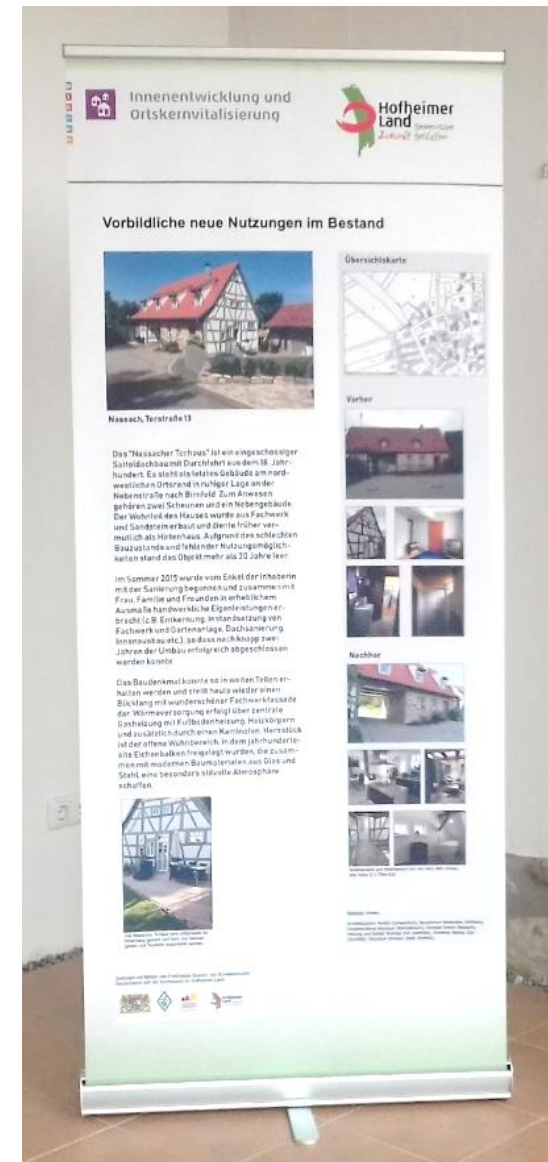 Innenentwicklung und
Ortskernvitalisierung
Hofheimer
Land
Zukunft gestalten
Vorbildliche neue Nutzungen im Bestand
Nassach, Torstraße 13
Das "Nassacher Torhaus" ist ein eingeschossiger
Satteldachbau mit Durchfahrt aus dem 18. Jahr-
hundert. Es steht als letztes Gebäude am nord-
westlichen Ortsrand in ruhiger Lage an der
Nebenstraße nach Birnfeld. Zum Anwesen
gehören zwei Scheunen und ein Nebengebäude.
Der Wohnteil des Hauses wurde aus Fachwerk
und Sandstein erbaut und diente früher ver-
mutlich als Hirtenhaus. Aufgrund des schlechten
Bauzustands und fehlender Nutzungsmöglich-
keiten stand das Objekt mehr als 30 Jahre leer.
Im Sommer 2015 wurde vom Enkel der Inhaberin
mit der Sanierung begonnen und zusammen mit
Frau, Familie und Freunden in erheblichem
Ausmaße handwerkliche Eigenleistungen er-
bracht (z.B. Entkernung, Instandsetzung von
Fachwerk und Gartenanlage, Dachsanierung,
Innenausbau etc.), so dass nach knapp zwei
Jahren der Umbau erfolgreich abgeschlossen
werden konnte.
Das Baudenkmal konnte so in weiten Teilen er-
halten werden und stellt heute wieder einen
Blickfang mit wunderschöner Fachwerkfassade
dar. Wärmeversorgung erfolgt über zentrale
Gasheizung mit Fußbodenheizung, Heizkörpern
und zusätzlich durch einen Kaminofen. Herzstück
ist der offene Wohnbereich, in dem jahrhunderte-
alte Eichenbalken freigelegt wurden, die zusam-
men mit modernen Baumaterialien aus Glas und
Stahl, eine besonders stilvolle Atmosphäre
schaffen.
Übersichtskarte
Vorher
Nachher
Hofheimer
Land